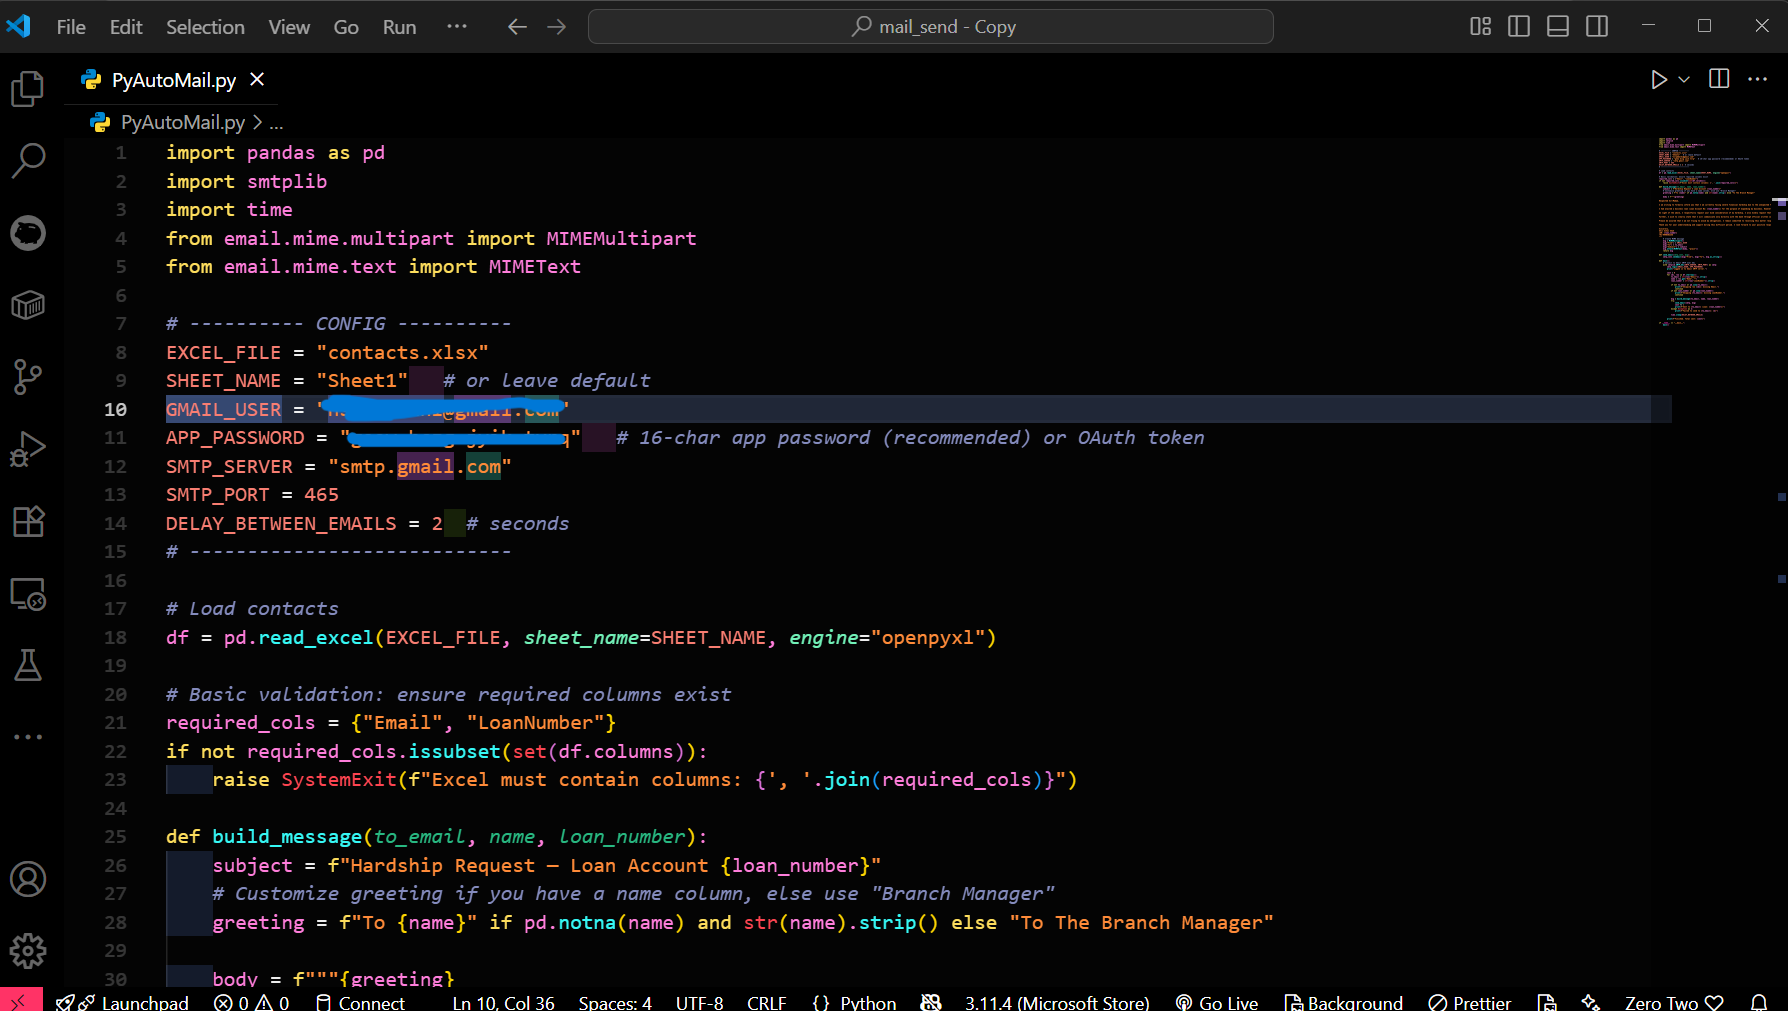 File Edit Selection View Go Run ··· mail_send - Copy
PyAutoMail.py
PyAutoMail.py > ...
1 import pandas as pd
2 import smtplib
3 import time
4 from email.mime.multipart import MIMEMultipart
5 from email.mime.text import MIMEText
6
7 # ---------- CONFIG ----------
8 EXCEL_FILE = "contacts.xlsx"
9 SHEET_NAME = "Sheet1" # or leave default
10 GMAIL_USER = '@gmail.com'
11 APP_PASSWORD = "" # 16-char app password (recommended) or OAuth token
12 SMTP_SERVER = "smtp.gmail.com"
13 SMTP_PORT = 465
14 DELAY_BETWEEN_EMAILS = 2 # seconds
15 # ----------------------------
16
17 # Load contacts
18 df = pd.read_excel(EXCEL_FILE, sheet_name=SHEET_NAME, engine="openpyxl")
19
20 # Basic validation: ensure required columns exist
21 required_cols = {"Email", "LoanNumber"}
22 if not required_cols.issubset(set(df.columns)):
23 raise SystemExit(f"Excel must contain columns: {', '.join(required_cols)}")
24
25 def build_message(to_email, name, loan_number):
26 subject = f"Hardship Request — Loan Account {loan_number}"
27 # Customize greeting if you have a name column, else use "Branch Manager"
28 greeting = f"To {name}" if pd.notna(name) and str(name).strip() else "To The Branch Manager"
29
30 body = f"""{greeting}
Launchpad 0 0 Connect Ln 10, Col 36 Spaces: 4 UTF-8 CRLF {} Python 3.11.4 (Microsoft Store) Go Live Background Prettier Zero Two